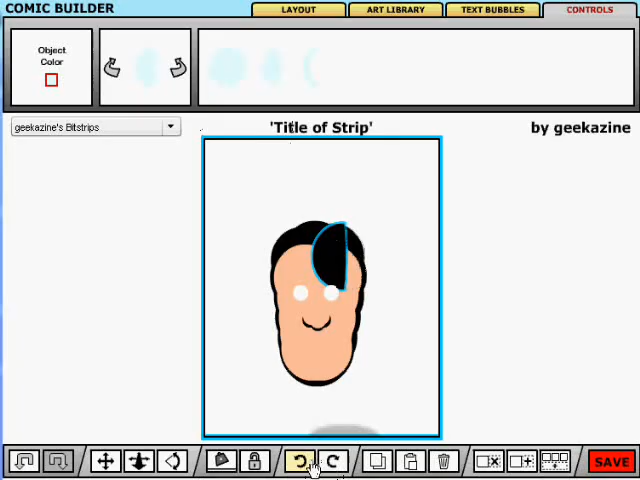 COMIC BUILDER
LAYOUT
ART LIBRARY
TEXT BUBBLES
CONTROLS
Object
Color
geekazine's Bitstrips
'Title of Strip'
by geekazine
SAVE